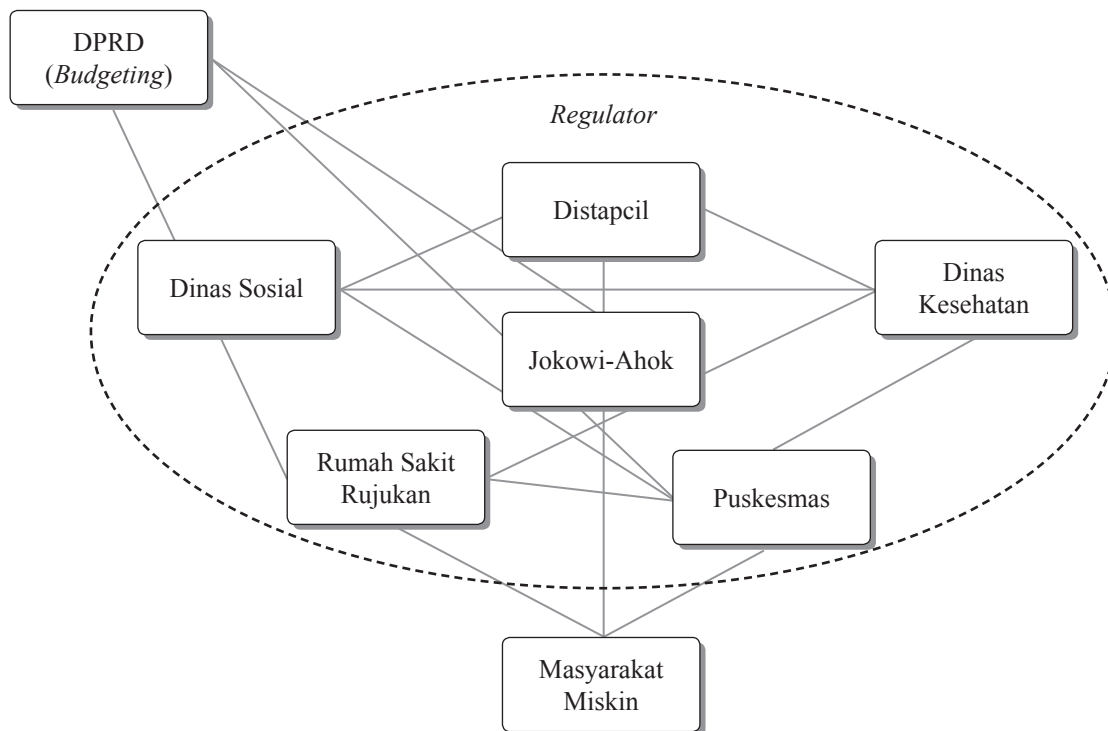 DPRD
(Budgeting)
Regulator
Distapcil
Dinas Sosial
Dinas
Kesehatan
Jokowi-Ahok
Rumah Sakit
Rujukan
Puskesmas
Masyarakat
Miskin